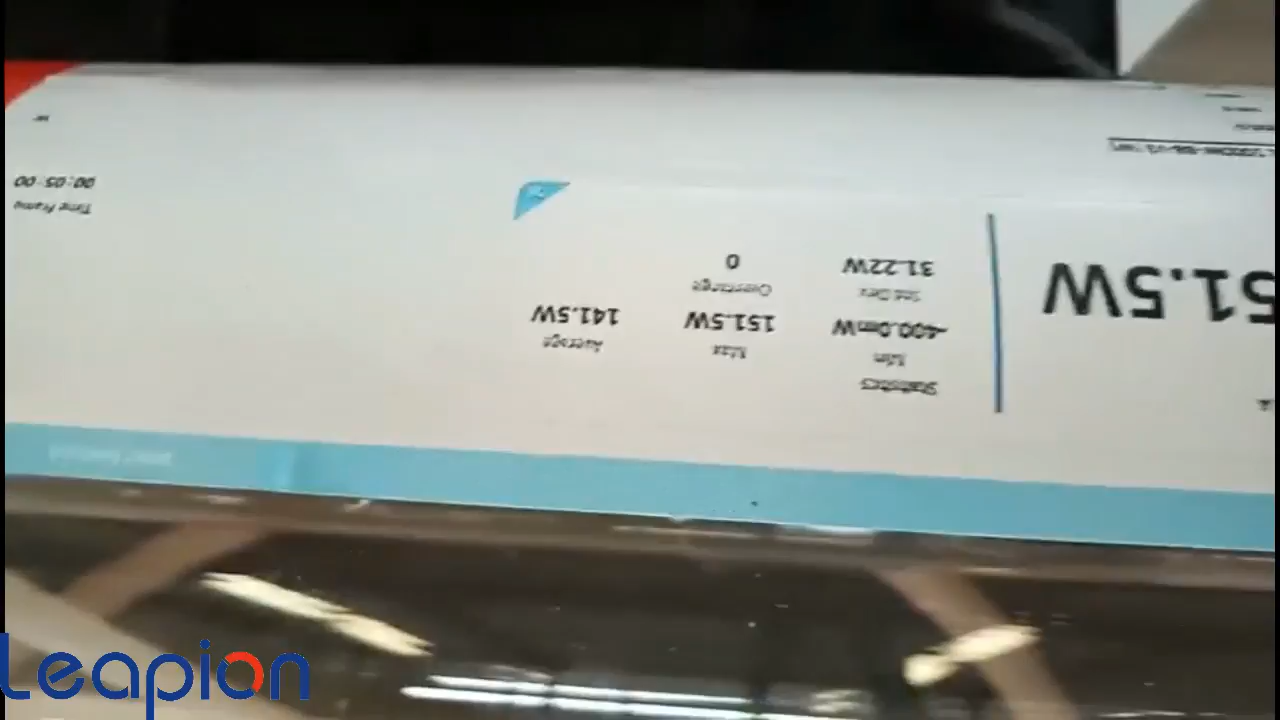 51.5W
Statistics
Min
-400.0mW
Max
151.5W
Average
141.5W
Std Dev
31.22W
Overrange
0
Time Frame
00:05:00
Leapion